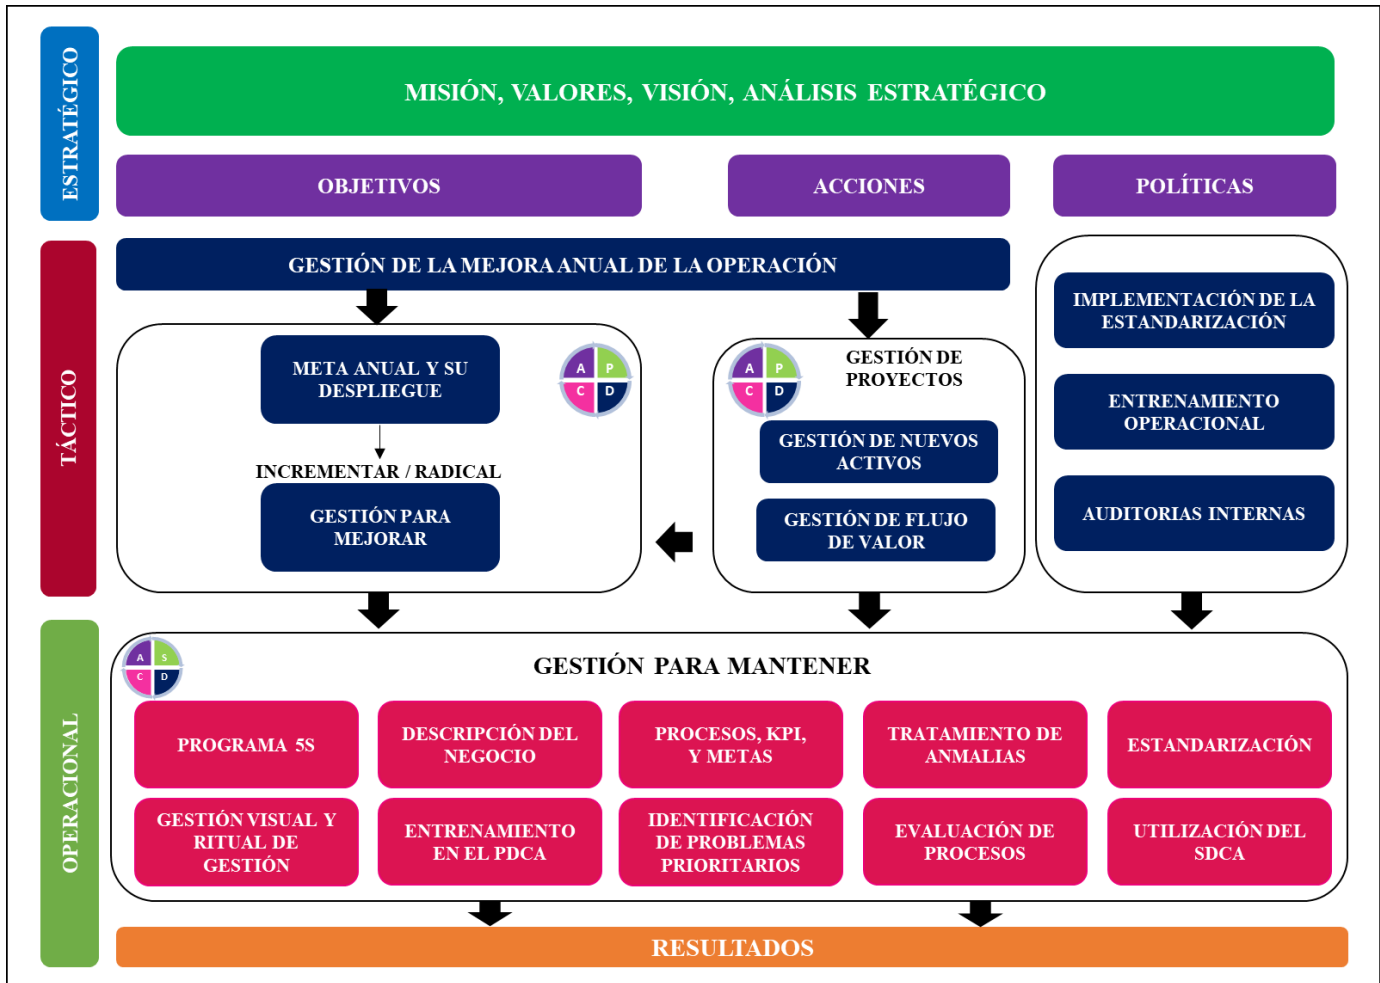 ESTRATÉGICO
MISIÓN, VALORES, VISIÓN, ANÁLISIS ESTRATÉGICO
OBJETIVOS
ACCIONES
POLÍTICAS
TÁCTICO
GESTIÓN DE LA MEJORA ANUAL DE LA OPERACIÓN
META ANUAL Y SU
DESPLIEGUE
A P
C D
INCREMENTAR / RADICAL
GESTIÓN PARA
MEJORAR
A P
C D
GESTIÓN DE
PROYECTOS
GESTIÓN DE NUEVOS
ACTIVOS
GESTIÓN DE FLUJO
DE VALOR
IMPLEMENTACIÓN DE LA
ESTANDARIZACIÓN
ENTRENAMIENTO
OPERACIONAL
AUDITORIAS INTERNAS
OPERACIONAL
A S
C D
GESTIÓN PARA MANTENER
PROGRAMA 5S
DESCRIPCIÓN DEL
NEGOCIO
PROCESOS, KPI,
Y METAS
TRATAMIENTO DE
ANMALIAS
ESTANDARIZACIÓN
GESTIÓN VISUAL Y
RITUAL DE
GESTIÓN
ENTRENAMIENTO
EN EL PDCA
IDENTIFICACIÓN
DE PROBLEMAS
PRIORITARIOS
EVALUACIÓN DE
PROCESOS
UTILIZACIÓN DEL
SDCA
RESULTADOS